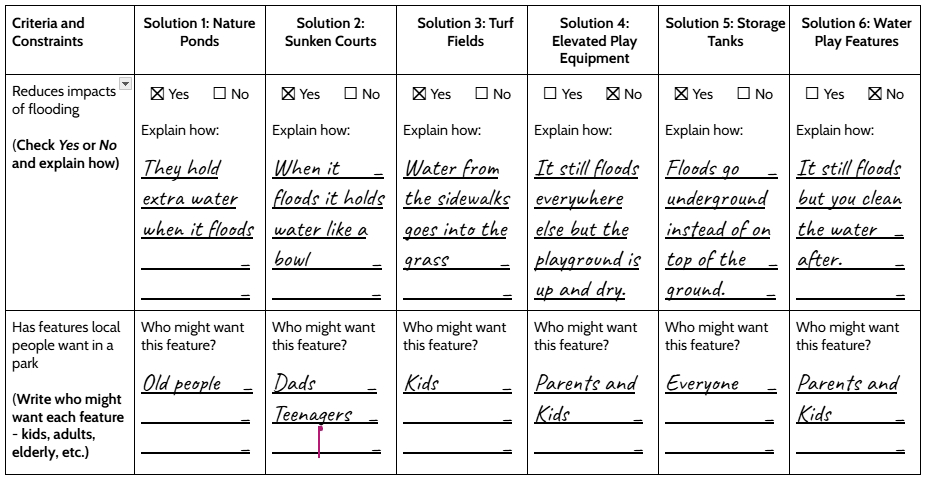 Criteria and
Constraints
Solution 1: Nature
Ponds
Solution 2:
Sunken Courts
Solution 3: Turf
Fields
Solution 4:
Elevated Play
Equipment
Solution 5: Storage
Tanks
Solution 6: Water
Play Features
Reduces impacts
of flooding
(Check Yes or No
and explain how)
☒ Yes ☐ No
Explain how:
They hold
extra water
when it floods
☒ Yes ☐ No
Explain how:
When it
floods it holds
water like a
bowl
☒ Yes ☐ No
Explain how:
Water from
the sidewalks
goes into the
grass
☐ Yes ☒ No
Explain how:
It still floods
everywhere
else but the
playground is
up and dry.
☒ Yes ☐ No
Explain how:
Floods go
underground
instead of on
top of the
ground.
☐ Yes ☒ No
Explain how:
It still floods
but you clean
the water
after.
Has features local
people want in a
park
(Write who might
want each feature
- kids, adults,
elderly, etc.)
Who might want
this feature?
Old people
Who might want
this feature?
Dads
Teenagers
Who might want
this feature?
Kids
Who might want
this feature?
Parents and
Kids
Who might want
this feature?
Everyone
Who might want
this feature?
Parents and
Kids